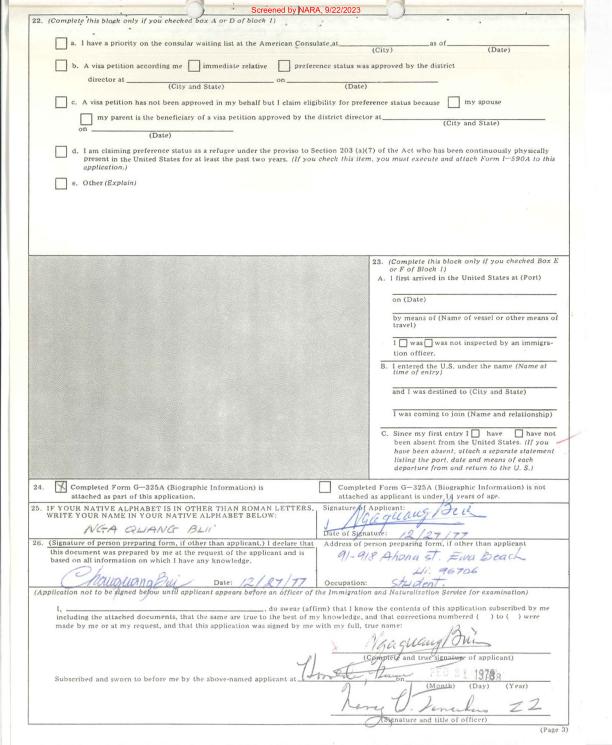 Screened by NARA, 9/22/2023
22. (Complete this block only if you checked box A or D of block 1)
a. I have a priority on the consular waiting list at the American Consulate, at as of
(City) (Date)
b. A visa petition according me immediate relative preference status was approved by the district
director at on
(City and State) (Date)
c. A visa petition has not been approved in my behalf but I claim eligibility for preference status because my spouse
my parent is the beneficiary of a visa petition approved by the district director at
(City and State)
on
(Date)
d. I am claiming preference status as a refugee under the proviso to Section 203 (a)(7) of the Act who has been continuously physically
present in the United States for at least the past two years. (If you check this item, you must execute and attach Form I-590A to this
application.)
e. Other (Explain)
23. (Complete this block only if you checked Box E
or F of Block 1)
A. I first arrived in the United States at (Port)
on (Date)
by means of (Name of vessel or other means of
travel)
I was was not inspected by an immigra-
tion officer.
B. I entered the U.S. under the name (Name at
time of entry)
and I was destined to (City and State)
I was coming to join (Name and relationship)
C. Since my first entry I have have not
been absent from the United States. (If you
have been absent, attach a separate statement
listing the port, date and means of each
departure from and return to the U. S.)
24. X Completed Form G-325A (Biographic Information) is
attached as part of this application.
Completed Form G-325A (Biographic Information) is not
attached as applicant is under 14 years of age.
25. IF YOUR NATIVE ALPHABET IS IN OTHER THAN ROMAN LETTERS,
WRITE YOUR NAME IN YOUR NATIVE ALPHABET BELOW:
NGA QUANG BUI
Signature of Applicant:
Ngaquang Bui
Date of Signature: 12/27/77
26. (Signature of person preparing form, if other than applicant.) I declare that
this document was prepared by me at the request of the applicant and is
based on all information on which I have any knowledge.
Date: 12/27/77
Address of person preparing form, if other than applicant
91-918 Ahona St. Ewa Beach
Hi. 96706
Occupation: Student.
(Application not to be signed before until applicant appears before an officer of the Immigration and Naturalization Service for examination)
I, , do swear (affirm) that I know the contents of this application subscribed by me
including the attached documents, that the same are true to the best of my knowledge, and that corrections numbered ( ) to ( ) were
made by me or at my request, and that this application was signed by me with my full, true name:
Ngaquang Bui
(Complete and true signature of applicant)
Subscribed and sworn to before me by the above-named applicant at on 1978
(Month) (Day) (Year)
(Signature and title of officer)
(Page 3)